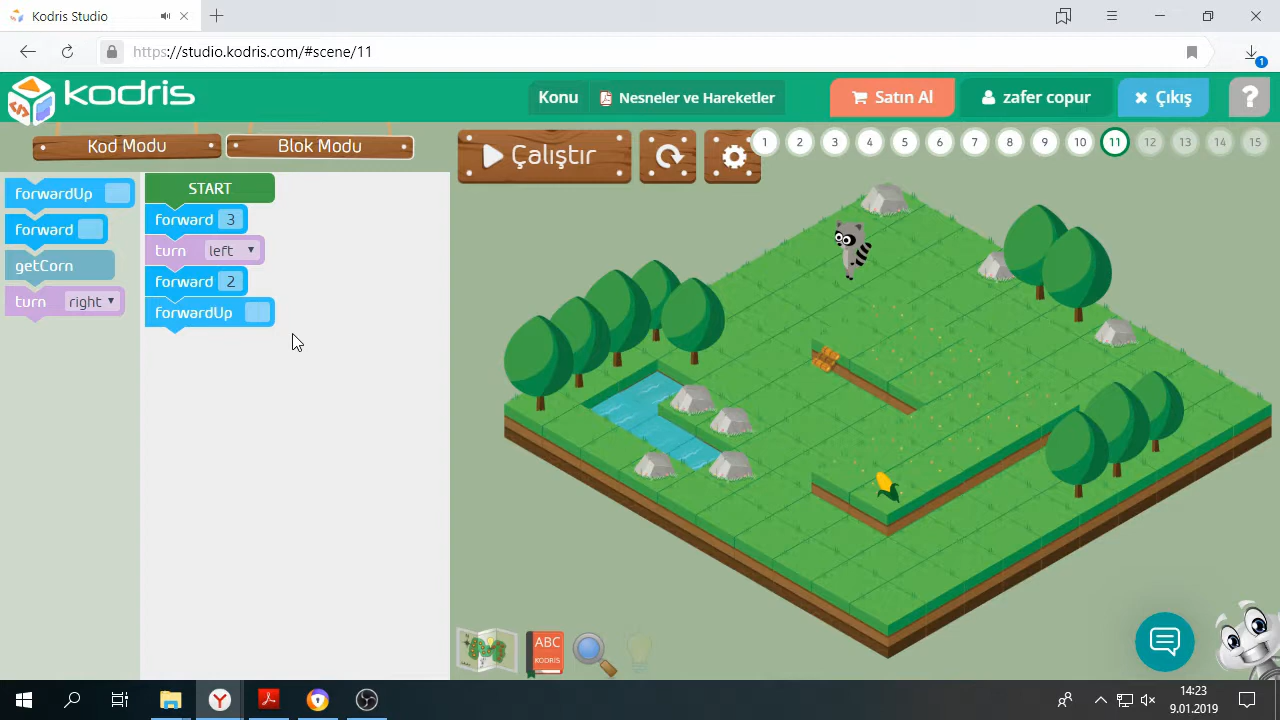 Kodris Studio
https://studio.kodris.com/#scene/11
1
kodris
Konu
Nesneler ve Hareketler
Satın Al
zafer copur
Çıkış
?
Kod Modu
Blok Modu
Çalıştır
1 2 3 4 5 6 7 8 9 10 11 12 13 14 15
forwardUp
forward
getCorn
turn right
START
forward 3
turn left
forward 2
forwardUp
ABC
KODRIS
14:23
9.01.2019